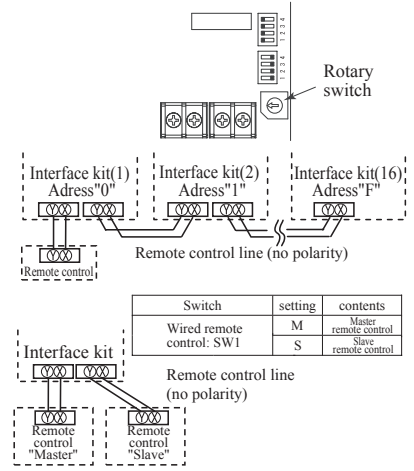 1 2 3 4
1 2 3 4
Rotary
switch
Interface kit(1)
Adress"0"
Interface kit(2)
Adress"1"
Interface kit(16)
Adress"F"
X Y
X Y
X Y
X Y
X Y
X Y
Remote control
Remote control line (no polarity)
Switch setting contents
Wired remote
control: SW1
M Master
remote control
S Slave
remote control
Interface kit
X Y
X Y
Remote control line
(no polarity)
X Y
X Y
Remote
control
"Master"
Remote
control
"Slave"